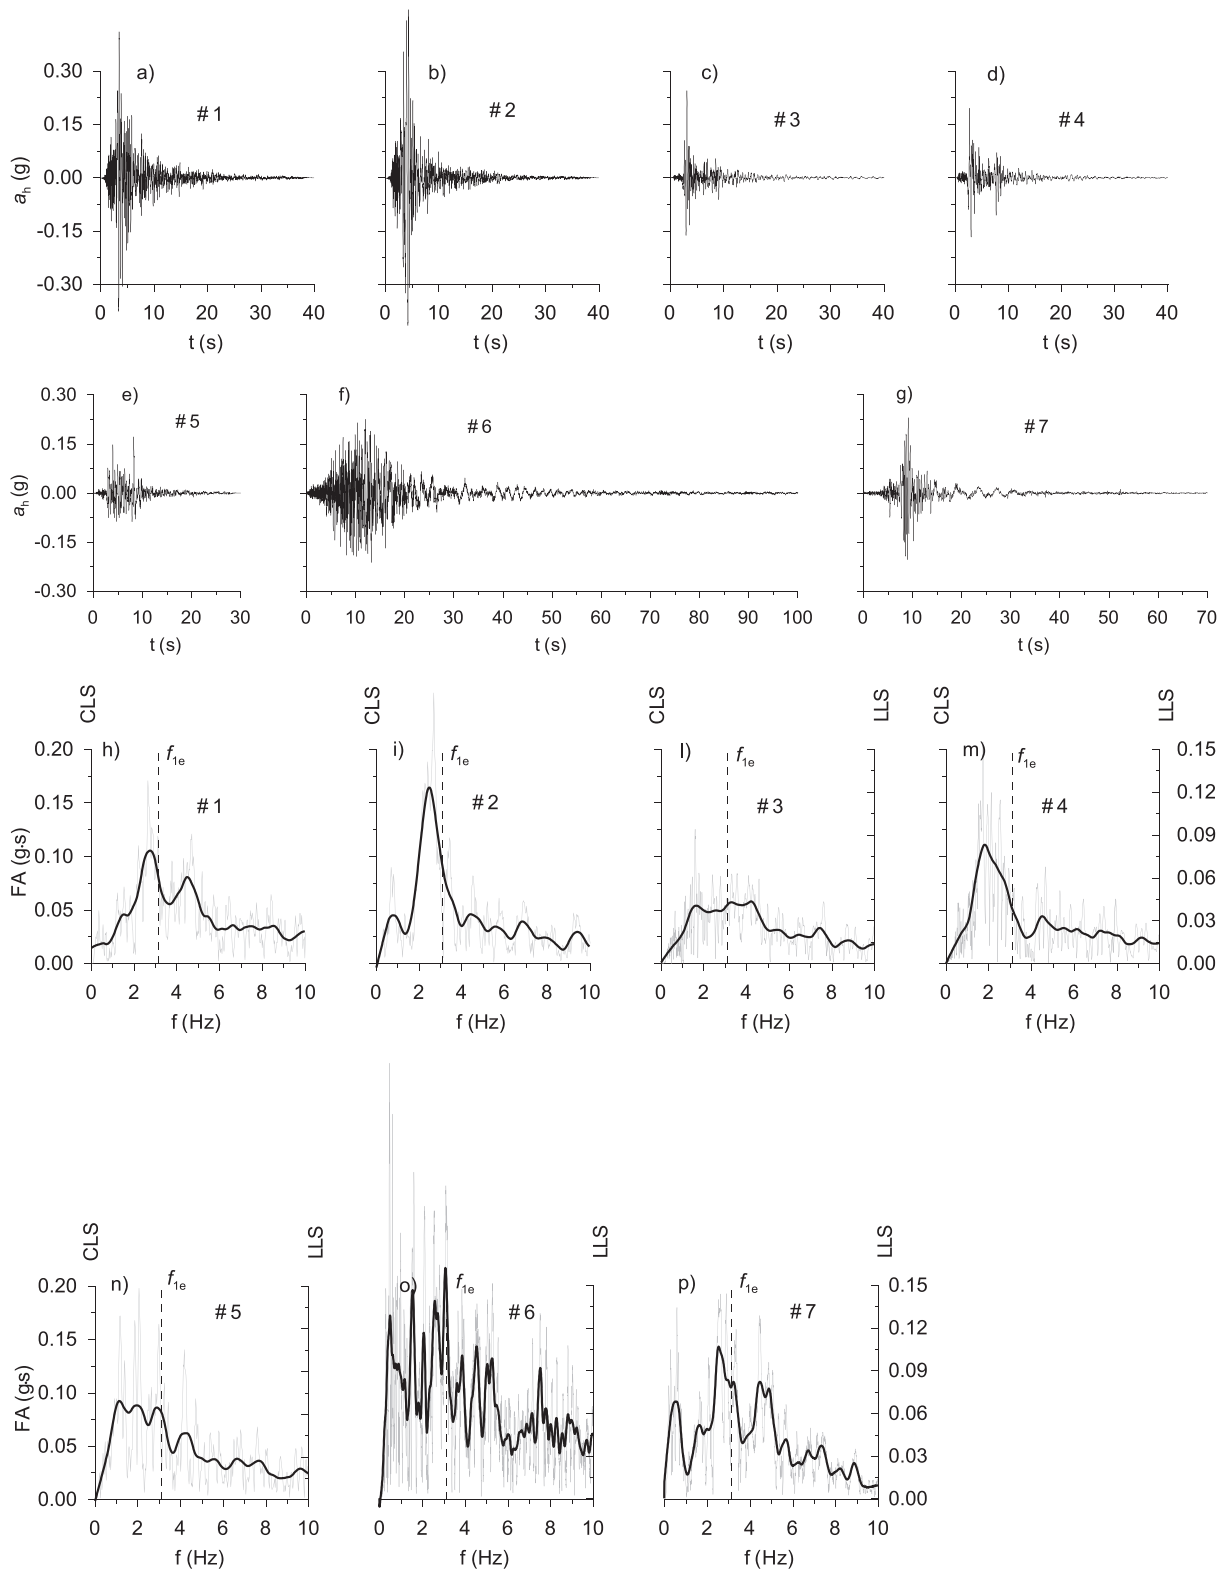 a) b) c) d)
#1 #2 #3 #4
0.30
0.15
0.00
-0.15
-0.30
aₕ (g)
0 10 20 30 40 0 10 20 30 40 0 10 20 30 40 0 10 20 30 40
t (s) t (s) t (s) t (s)
e) f) g)
#5 #6 #7
0.30
0.15
0.00
-0.15
-0.30
aₕ (g)
0 10 20 30 0 10 20 30 40 50 60 70 80 90 100 0 10 20 30 40 50 60 70
t (s) t (s) t (s)
CLS CLS CLS LLS CLS LLS
h) f1e i) f1e l) f1e m) f1e
#1 #2 #3 #4
0.20
0.15
0.10
0.05
0.00
FA (g·s)
0.15
0.12
0.09
0.06
0.03
0.00
0 2 4 6 8 10 0 2 4 6 8 10 0 2 4 6 8 10 0 2 4 6 8 10
f (Hz) f (Hz) f (Hz) f (Hz)
CLS LLS LLS LLS
n) f1e o) f1e p) f1e
#5 #6 #7
0.20
0.15
0.10
0.05
0.00
FA (g·s)
0.15
0.12
0.09
0.06
0.03
0.00
0 2 4 6 8 10 0 2 4 6 8 10 0 2 4 6 8 10
f (Hz) f (Hz) f (Hz)